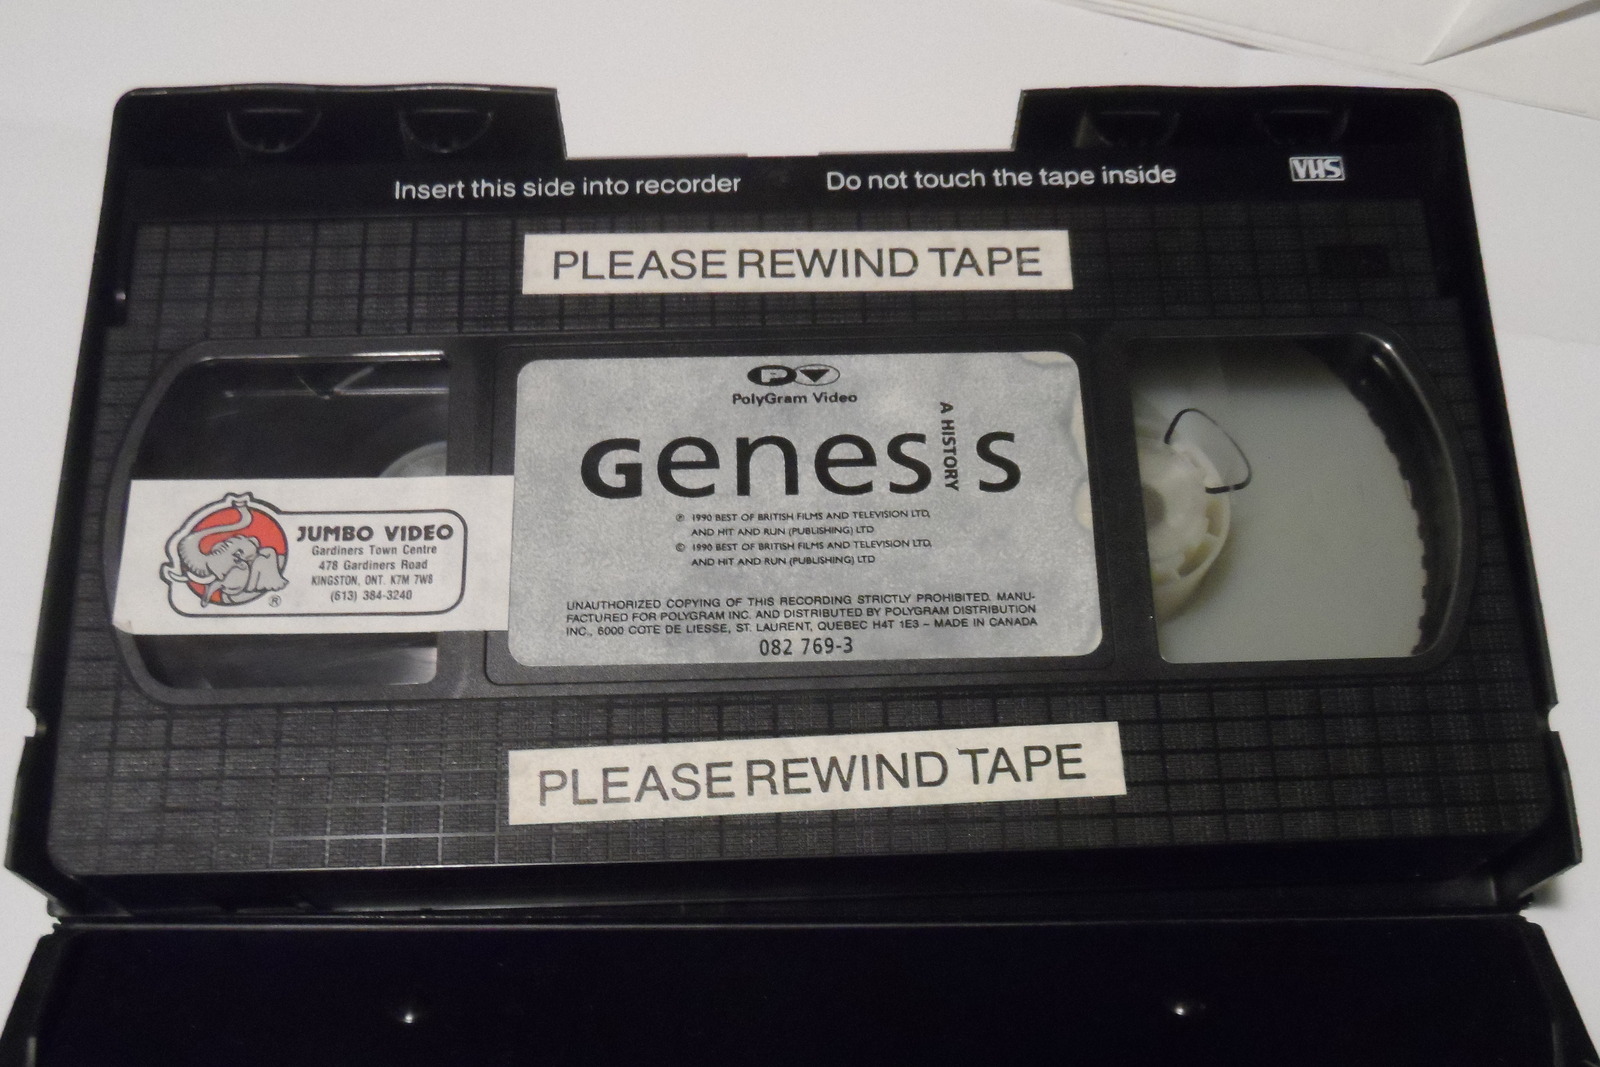 Insert this side into recorder
Do not touch the tape inside
VHS
PLEASE REWIND TAPE
P
PolyGram Video
Genesis
A HISTORY
℗ 1990 BEST OF BRITISH FILMS AND TELEVISION LTD,
AND HIT AND RUN (PUBLISHING) LTD
© 1990 BEST OF BRITISH FILMS AND TELEVISION LTD,
AND HIT AND RUN (PUBLISHING) LTD
UNAUTHORIZED COPYING OF THIS RECORDING STRICTLY PROHIBITED. MANU-
FACTURED FOR POLYGRAM INC. AND DISTRIBUTED BY POLYGRAM DISTRIBUTION
INC., 6000 COTE DE LIESSE, ST. LAURENT, QUEBEC H4T 1E3 – MADE IN CANADA
082 769-3
JUMBO VIDEO
Gardiners Town Centre
478 Gardiners Road
KINGSTON, ONT. K7M 7W8
(613) 384-3240
®
PLEASE REWIND TAPE